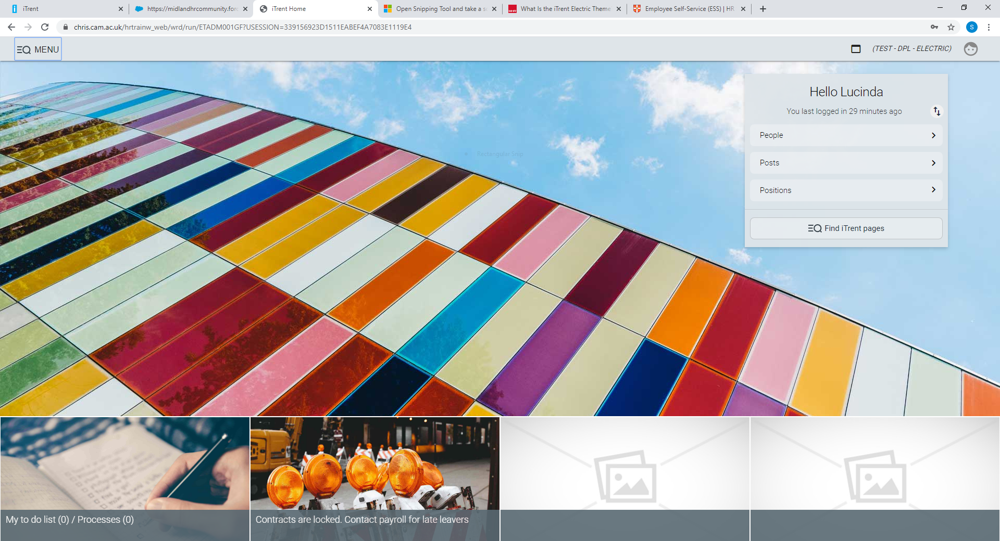 iTrent
https://midlandhrcommunity.forc
iTrent Home
Open Snipping Tool and take a sc
What Is the iTrent Electric Theme
Employee Self-Service (ESS) | HR
chris.cam.ac.uk/hrtrainw_web/wrd/run/ETADM001GF?USESSION=339156923D1511EABEF4A7083E1119E4
S
MENU
(TEST - DPL - ELECTRIC)
Hello Lucinda
You last logged in 29 minutes ago
People
Rectangular Snip
Posts
Positions
Find iTrent pages
My to do list (0) / Processes (0)
Contracts are locked. Contact payroll for late leavers